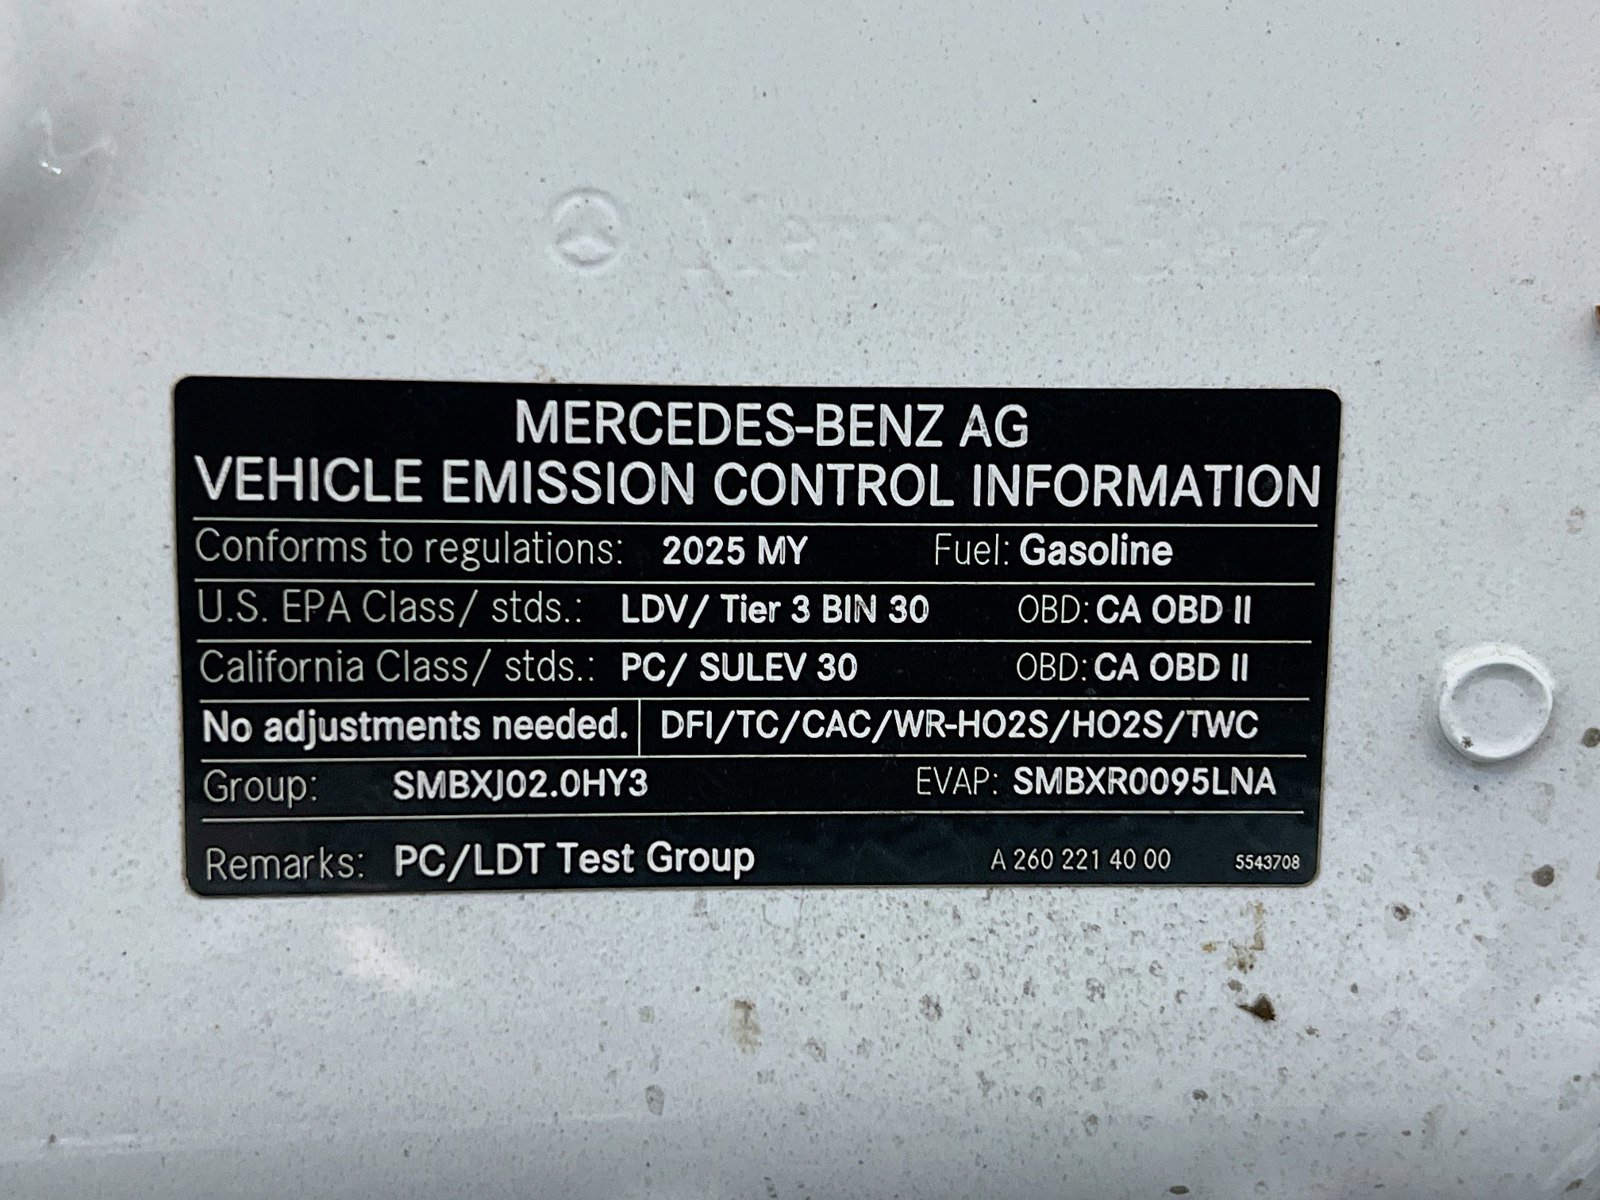 Mercedes-Benz
MERCEDES-BENZ AG
VEHICLE EMISSION CONTROL INFORMATION
Conforms to regulations: 2025 MY Fuel: Gasoline
U.S. EPA Class/ stds.: LDV/ Tier 3 BIN 30 OBD: CA OBD II
California Class/ stds.: PC/ SULEV 30 OBD: CA OBD II
No adjustments needed. DFI/TC/CAC/WR-HO2S/HO2S/TWC
Group: SMBXJ02.0HY3 EVAP: SMBXR0095LNA
Remarks: PC/LDT Test Group A 260 221 40 00 5543708